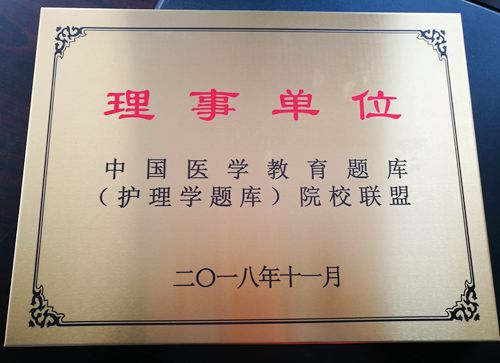 理事单位
中国医学教育题库
（护理学题库）院校联盟
二〇一八年十一月